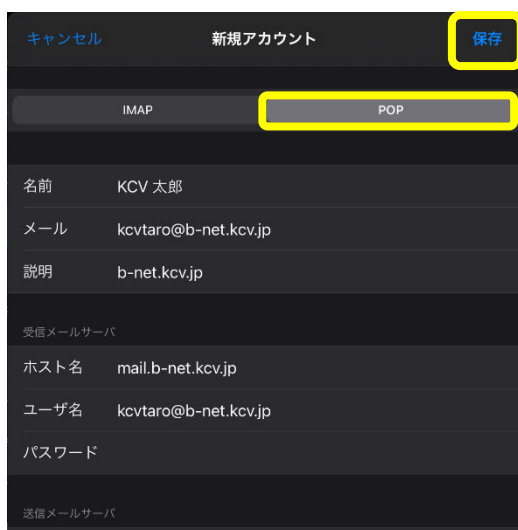 キャンセル 新規アカウント 保存
IMAP POP
名前 KCV 太郎
メール kcvtaro@b-net.kcv.jp
説明 b-net.kcv.jp
受信メールサーバ
ホスト名 mail.b-net.kcv.jp
ユーザ名 kcvtaro@b-net.kcv.jp
パスワード
送信メールサーバ